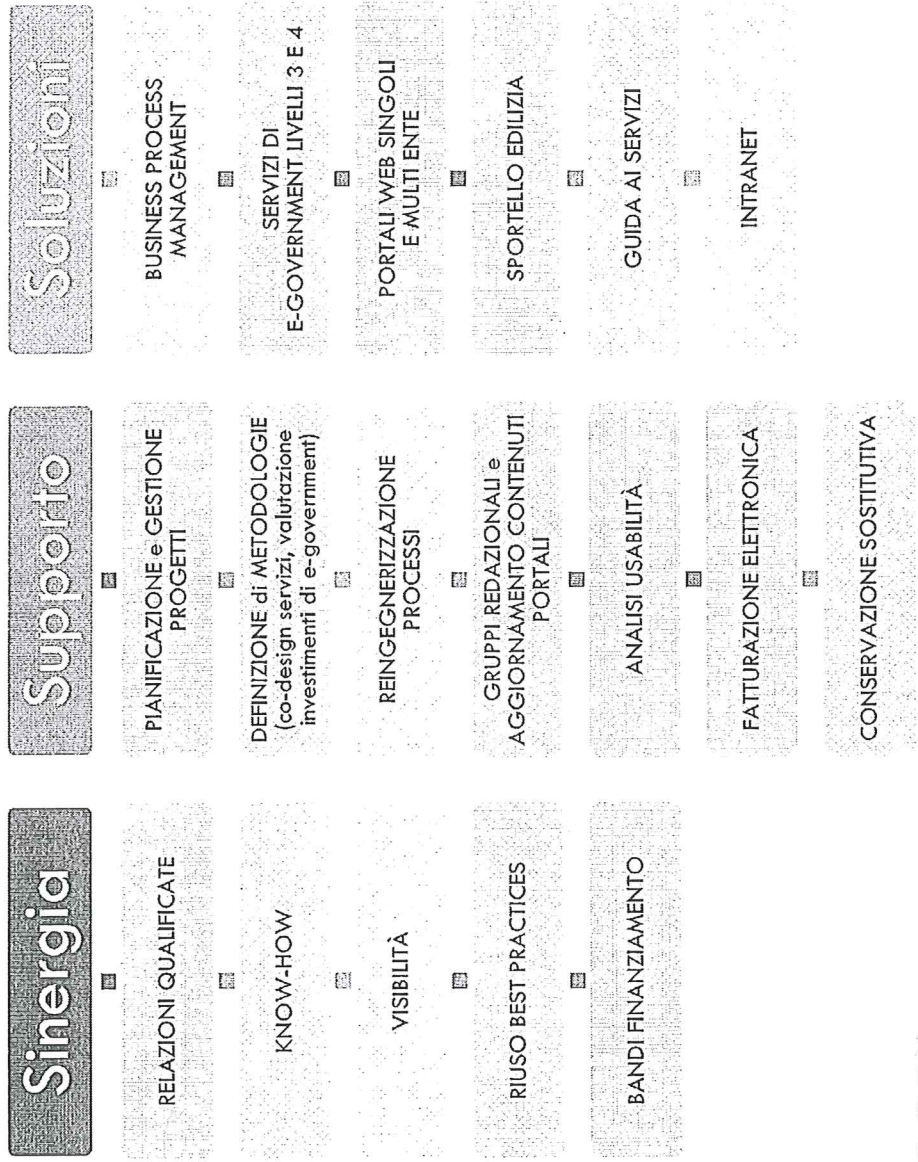 Sinergia
RELAZIONI QUALIFICATE
KNOW-HOW
VISIBILITÀ
RIUSO BEST PRACTICES
BANDI FINANZIAMENTO
Supporto
PIANIFICAZIONE e GESTIONE
PROGETTI
DEFINIZIONE di METODOLOGIE
(co-design servizi, valutazione
investimenti di e-government)
REINGEGNERIZZAZIONE
PROCESSI
GRUPPI REDAZIONALI e
AGGIORNAMENTO CONTENUTI
PORTALI
ANALISI USABILITÀ
FATTURAZIONE ELETTRONICA
CONSERVAZIONE SOSTITUTIVA
Soluzioni
BUSINESS PROCESS
MANAGEMENT
SERVIZI DI
E-GOVERNMENT LIVELLI 3 E 4
PORTALI WEB SINGOLI
E MULTI ENTE
SPORTELLO EDILIZIA
GUIDA AI SERVIZI
INTRANET